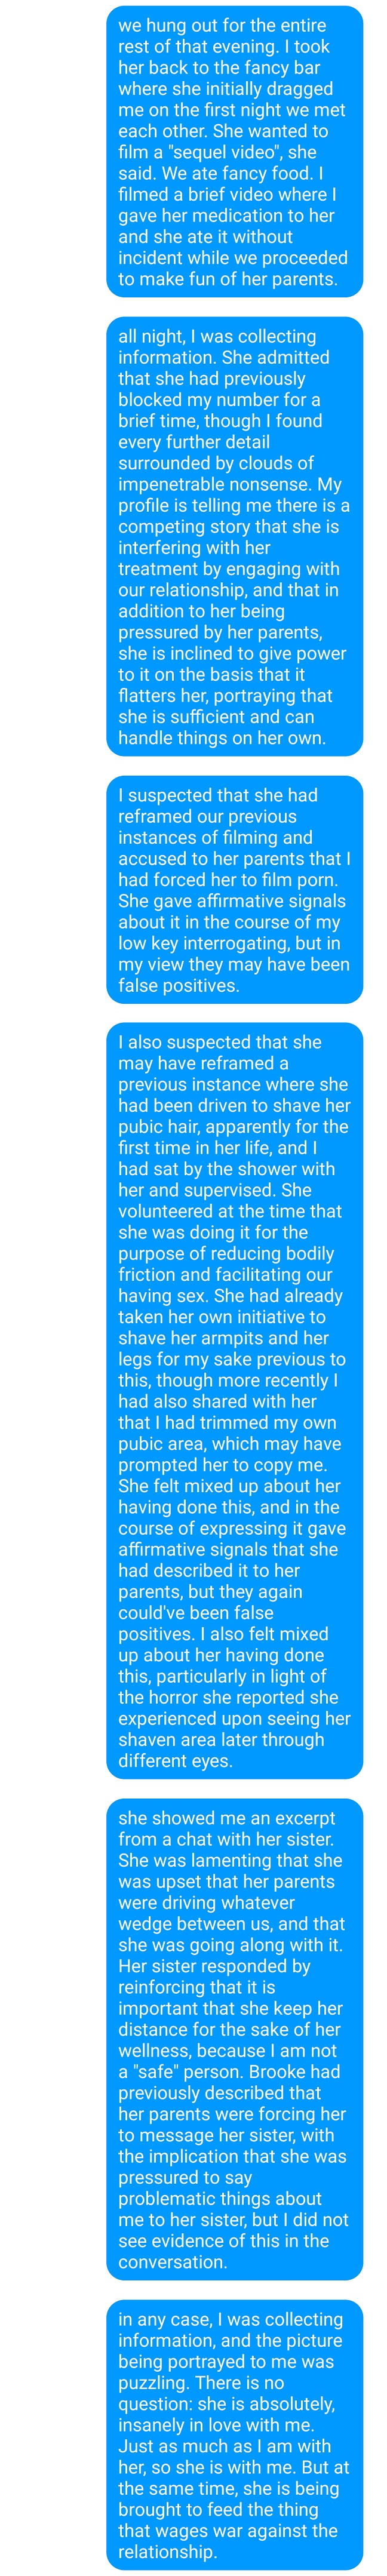 we hung out for the entire
rest of that evening. I took
her back to the fancy bar
where she initially dragged
me on the first night we met
each other. She wanted to
film a "sequel video", she
said. We ate fancy food. I
filmed a brief video where I
gave her medication to her
and she ate it without
incident while we proceeded
to make fun of her parents.
all night, I was collecting
information. She admitted
that she had previously
blocked my number for a
brief time, though I found
every further detail
surrounded by clouds of
impenetrable nonsense. My
profile is telling me there is a
competing story that she is
interfering with her
treatment by engaging with
our relationship, and that in
addition to her being
pressured by her parents,
she is inclined to give power
to it on the basis that it
flatters her, portraying that
she is sufficient and can
handle things on her own.
I suspected that she had
reframed our previous
instances of filming and
accused to her parents that I
had forced her to film porn.
She gave affirmative signals
about it in the course of my
low key interrogating, but in
my view they may have been
false positives.
I also suspected that she
may have reframed a
previous instance where she
had been driven to shave her
pubic hair, apparently for the
first time in her life, and I
had sat by the shower with
her and supervised. She
volunteered at the time that
she was doing it for the
purpose of reducing bodily
friction and facilitating our
having sex. She had already
taken her own initiative to
shave her armpits and her
legs for my sake previous to
this, though more recently I
had also shared with her
that I had trimmed my own
pubic area, which may have
prompted her to copy me.
She felt mixed up about her
having done this, and in the
course of expressing it gave
affirmative signals that she
had described it to her
parents, but they again
could've been false
positives. I also felt mixed
up about her having done
this, particularly in light of
the horror she reported she
experienced upon seeing her
shaven area later through
different eyes.
she showed me an excerpt
from a chat with her sister.
She was lamenting that she
was upset that her parents
were driving whatever
wedge between us, and that
she was going along with it.
Her sister responded by
reinforcing that it is
important that she keep her
distance for the sake of her
wellness, because I am not
a "safe" person. Brooke had
previously described that
her parents were forcing her
to message her sister, with
the implication that she was
pressured to say
problematic things about
me to her sister, but I did not
see evidence of this in the
conversation.
in any case, I was collecting
information, and the picture
being portrayed to me was
puzzling. There is no
question: she is absolutely,
insanely in love with me.
Just as much as I am with
her, so she is with me. But at
the same time, she is being
brought to feed the thing
that wages war against the
relationship.